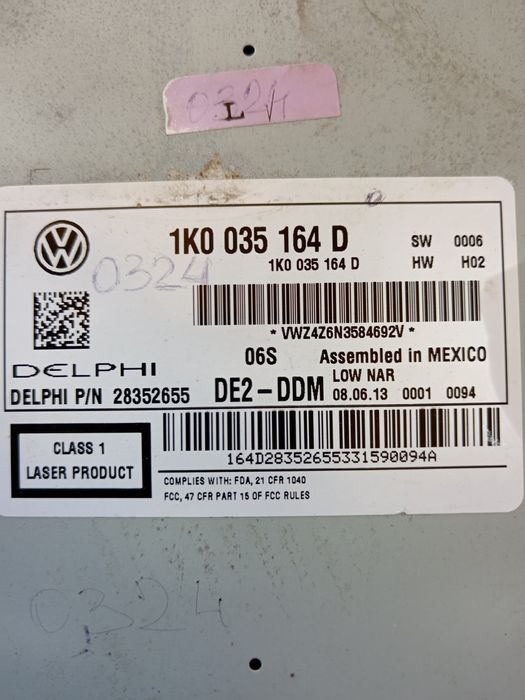 0324
L
1K0 035 164 D
SW 0006
1K0 035 164 D
HW H02
0324
* VWZ4Z6N3584692V *
DELPHI
06S Assembled in MEXICO
LOW NAR
DELPHI P/N 28352655 DE2-DDM 08.06.13 0001 0094
CLASS 1
LASER PRODUCT
164D28352655331590094A
COMPLIES WITH: FDA, 21 CFR 1040
FCC, 47 CFR PART 15 OF FCC RULES
0324